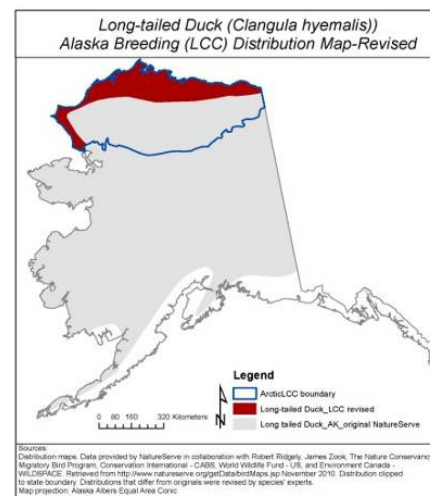 Long-tailed Duck (Clangula hyemalis))
Alaska Breeding (LCC) Distribution Map-Revised
Legend
ArcticLCC boundary
Long-tailed Duck_LCC revised
Long-tailed Duck_AK_original NatureServe
N
0 80 160 320 Kilometers
Sources:
Distribution maps. Data provided by NatureServe in collaboration with Robert Ridgely, James Zook, The Nature Conservancy
Migratory Bird Program, Conservation International - CABS, World Wildlife Fund - US, and Environment Canada -
WILDSPACE. Retrieved from http://www.natureserve.org/getData/birdMaps.jsp November 2010. Distribution clipped
to state boundary. Distributions that differ from originals were revised by species' experts.
Map projection: Alaska Albers Equal Area Conic